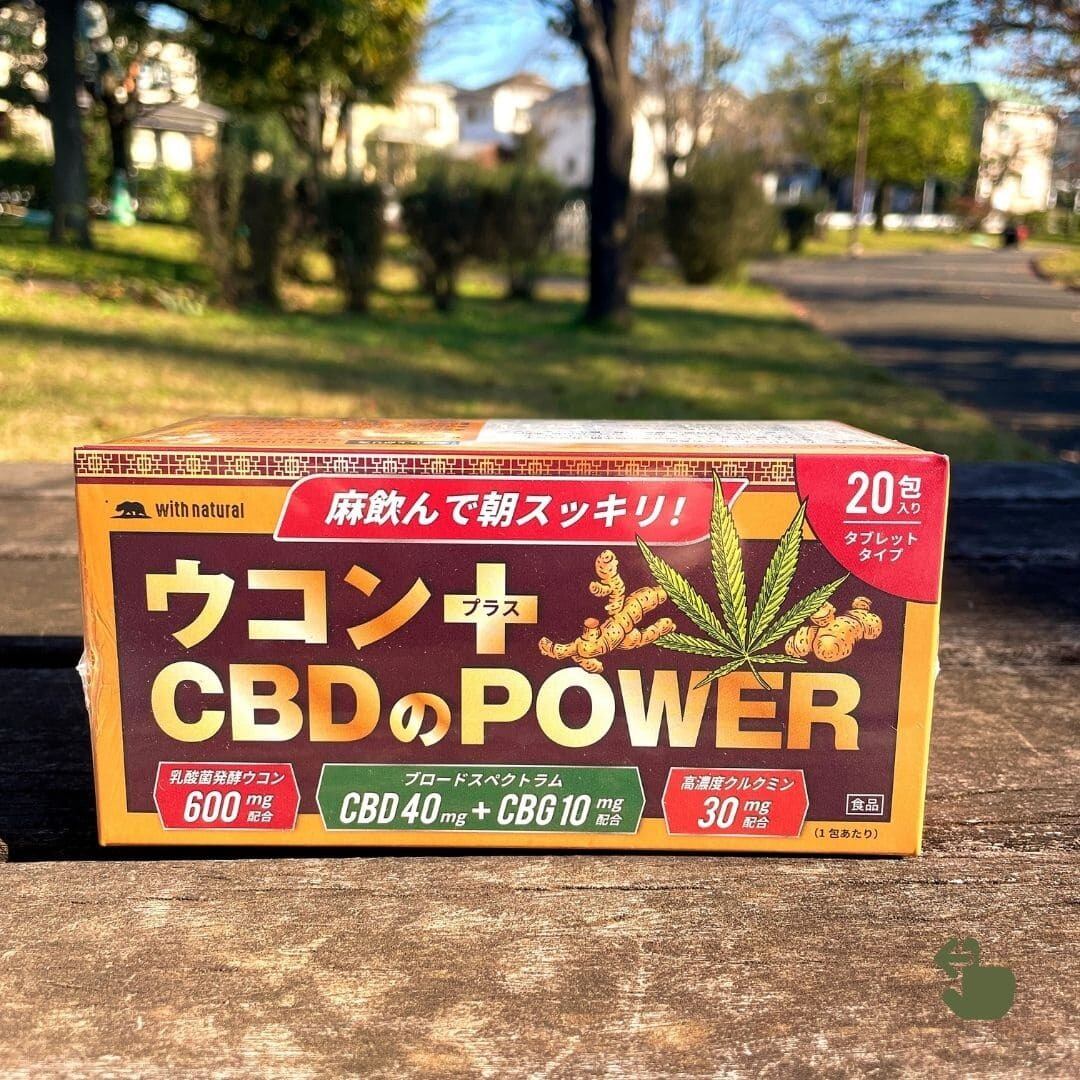 with natural
麻飲んで朝スッキリ!
20包
入り
タブレット
タイプ
ウコン+
プラス
CBDのPOWER
乳酸菌発酵ウコン
600mg
配合
ブロードスペクトラム
CBD 40mg + CBG 10mg
配合
高濃度クルクミン
30mg
配合
食品
(1包あたり)